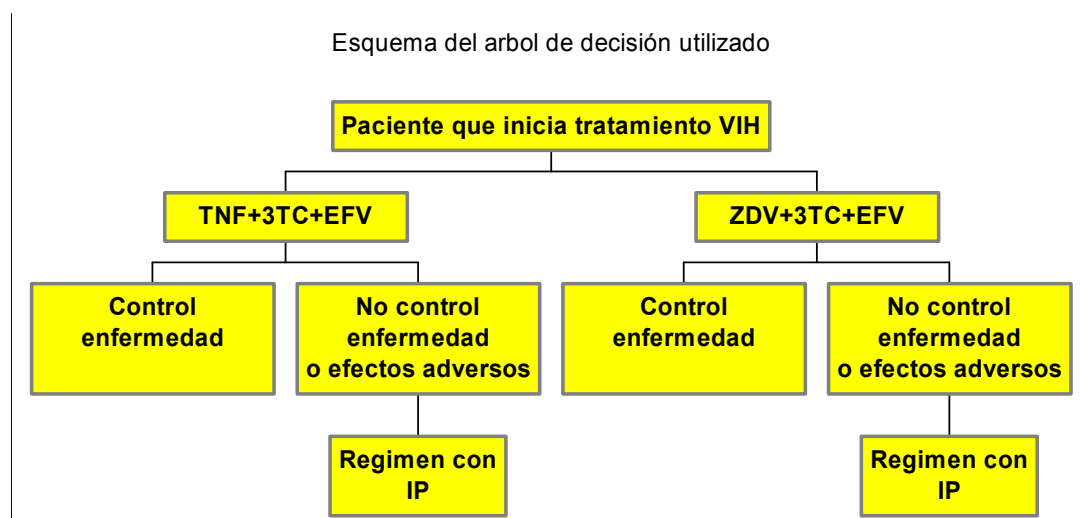 Esquema del arbol de decisión utilizado
Paciente que inicia tratamiento VIH
TNF+3TC+EFV
ZDV+3TC+EFV
Control
enfermedad
No control
enfermedad
o efectos adversos
Control
enfermedad
No control
enfermedad
o efectos adversos
Regimen con
IP
Regimen con
IP